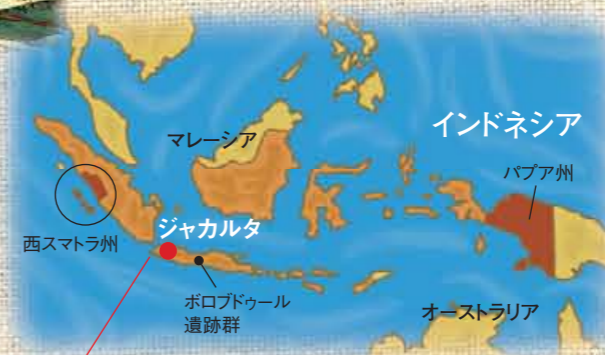 インドネシア
マレーシア
パプア州
ジャカルタ
西スマトラ州
ボロブドゥール
遺跡群
オーストラリア